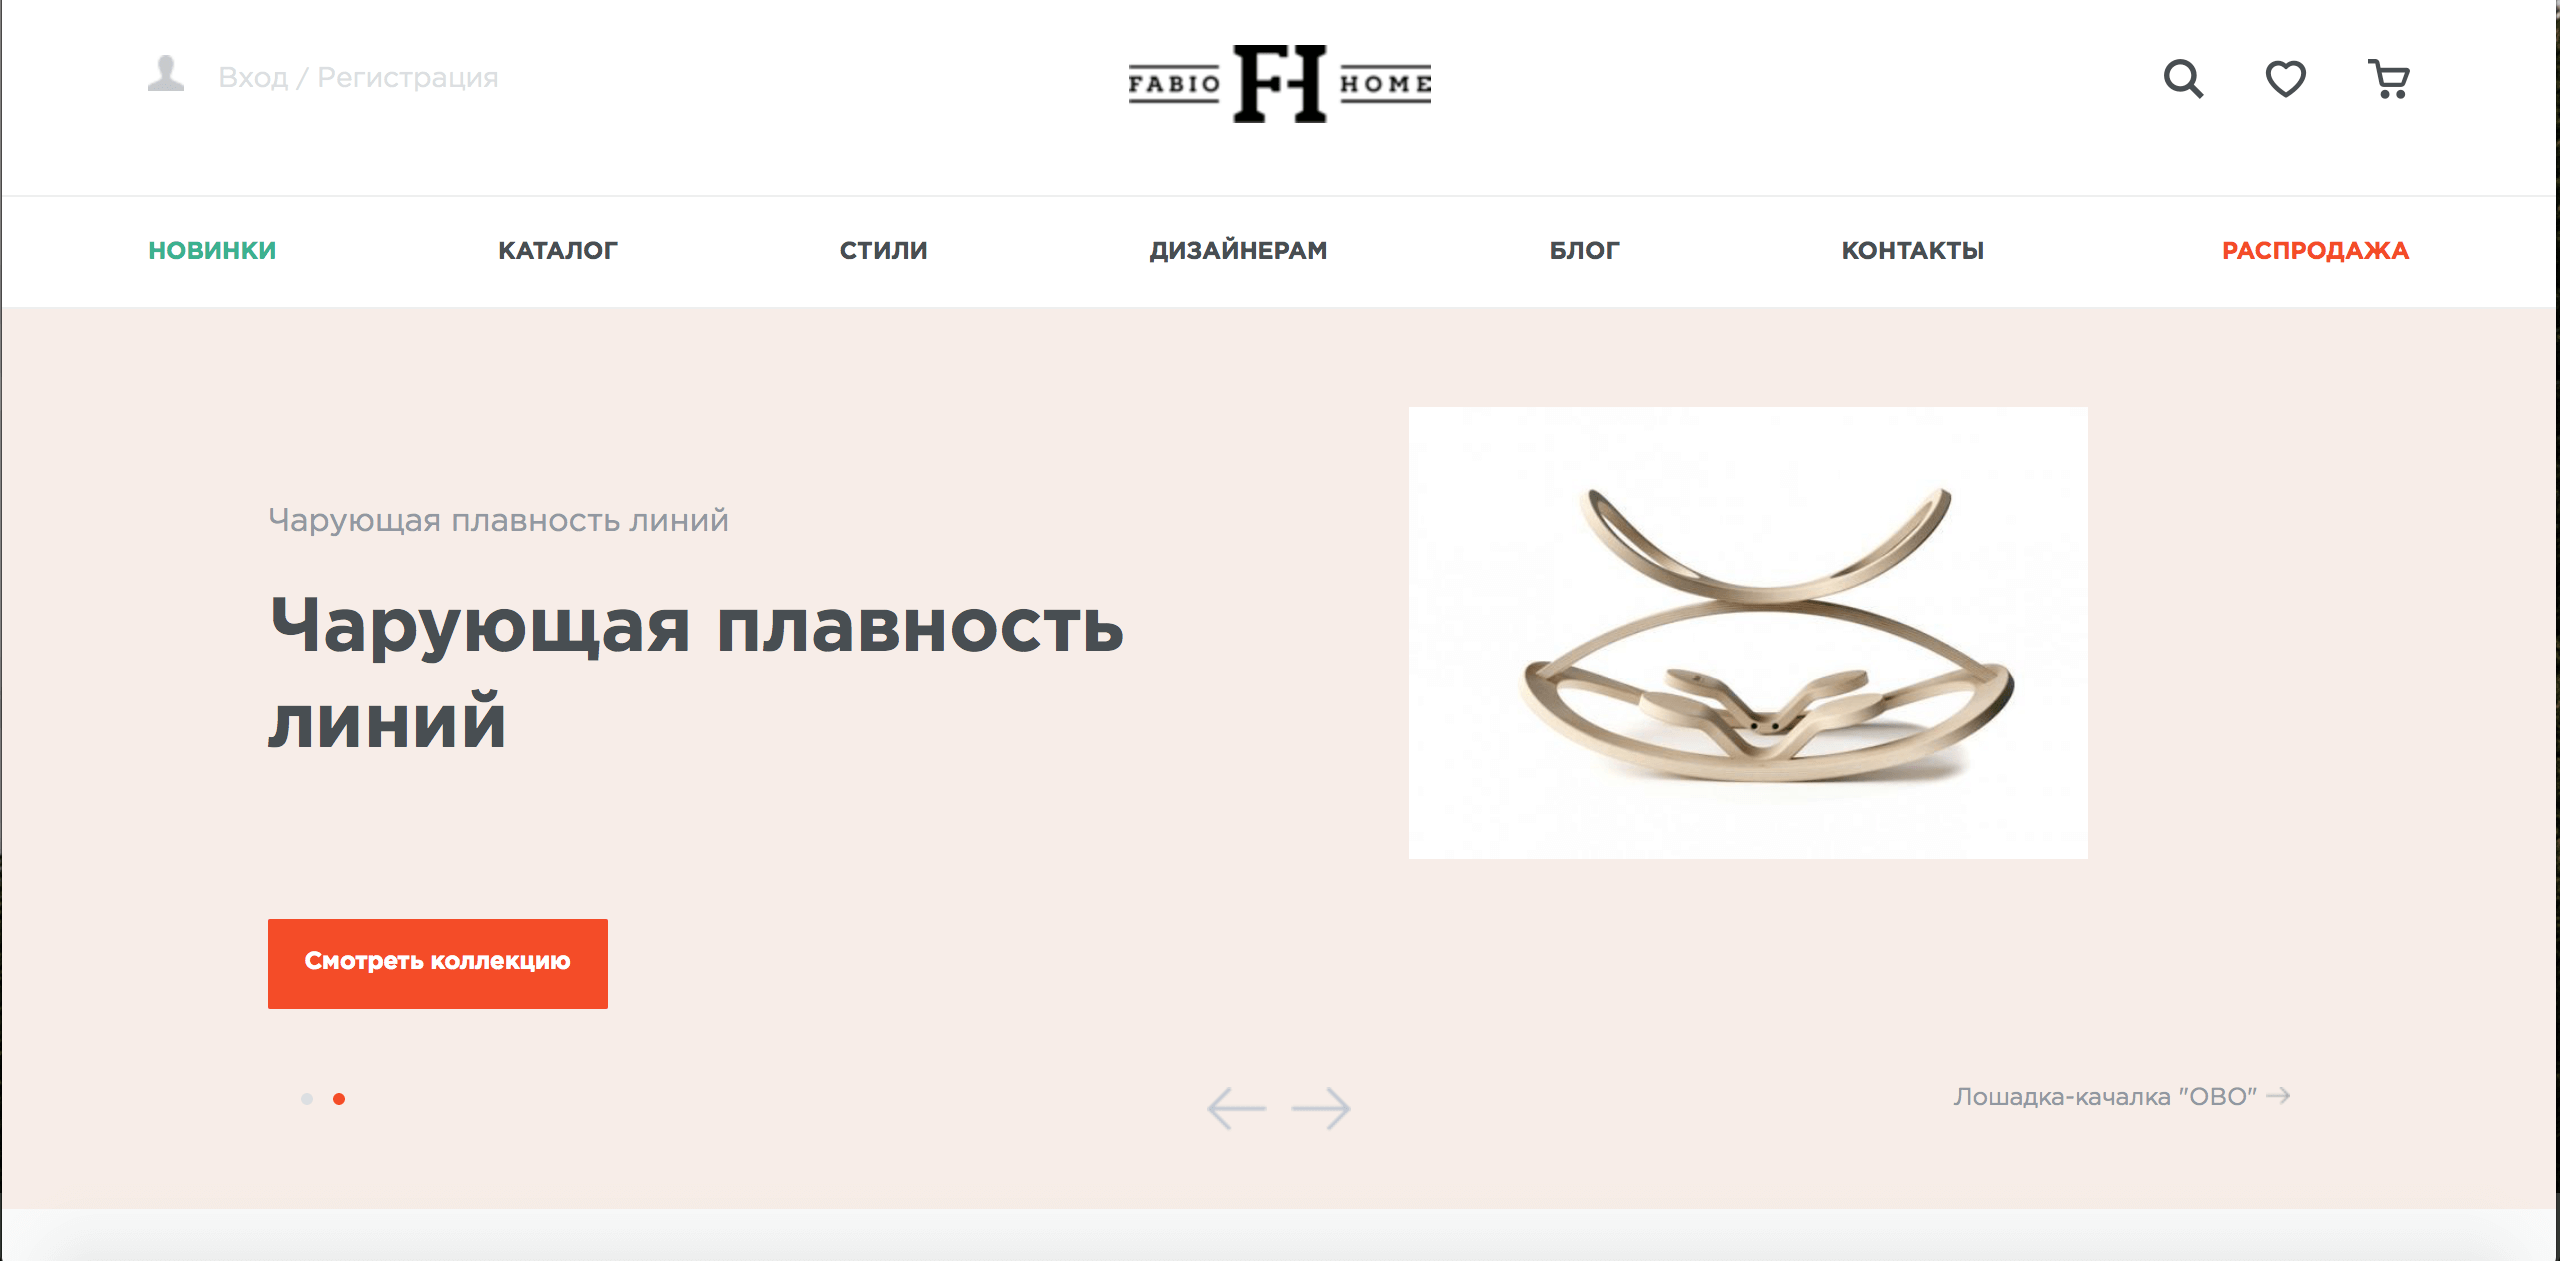 Вход / Регистрация
FABIO FH HOME
НОВИНКИ КАТАЛОГ СТИЛИ ДИЗАЙНЕРАМ БЛОГ КОНТАКТЫ РАСПРОДАЖА
Чарующая плавность линий
Чарующая плавность
линий
Смотреть коллекцию
Лошадка-качалка "OBO" →